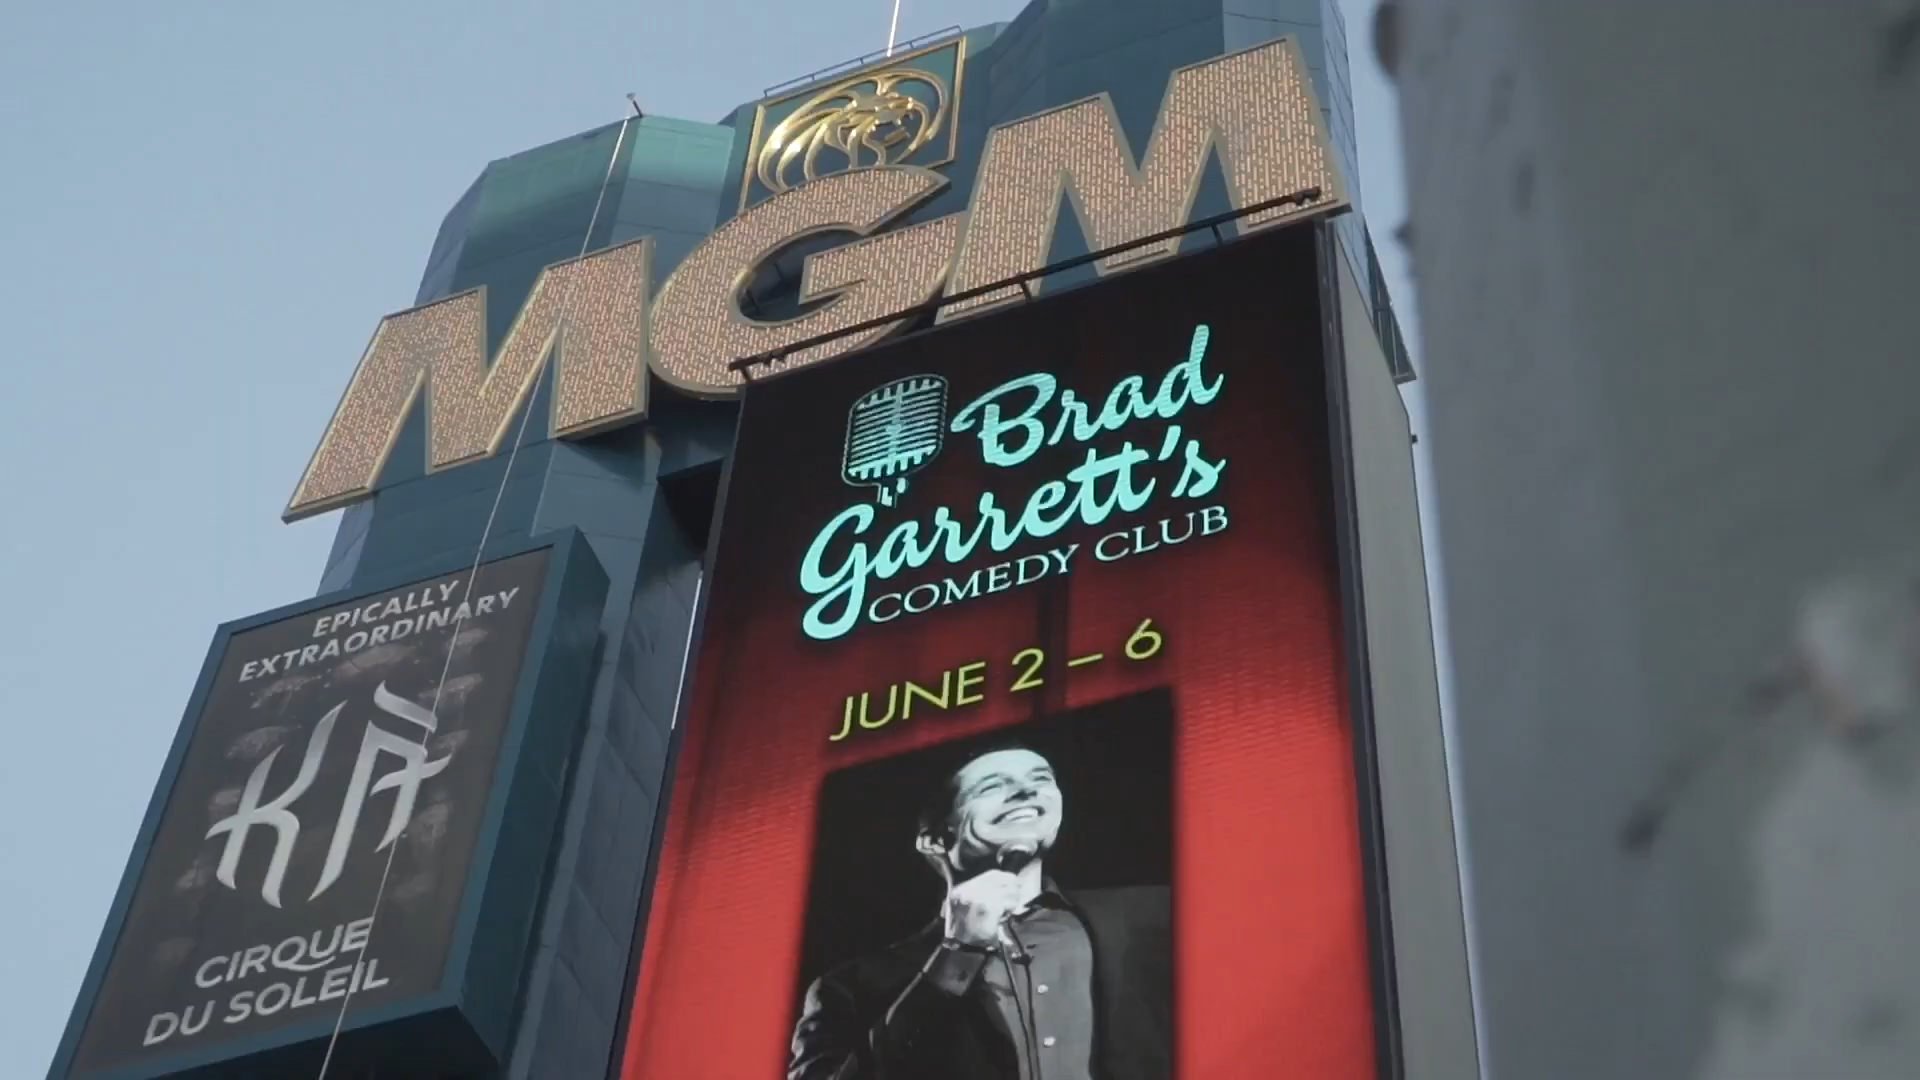 MGM
Brad
Garrett's
COMEDY CLUB
JUNE 2 – 6
EPICALLY
EXTRAORDINARY
KÀ
CIRQUE
DU SOLEIL